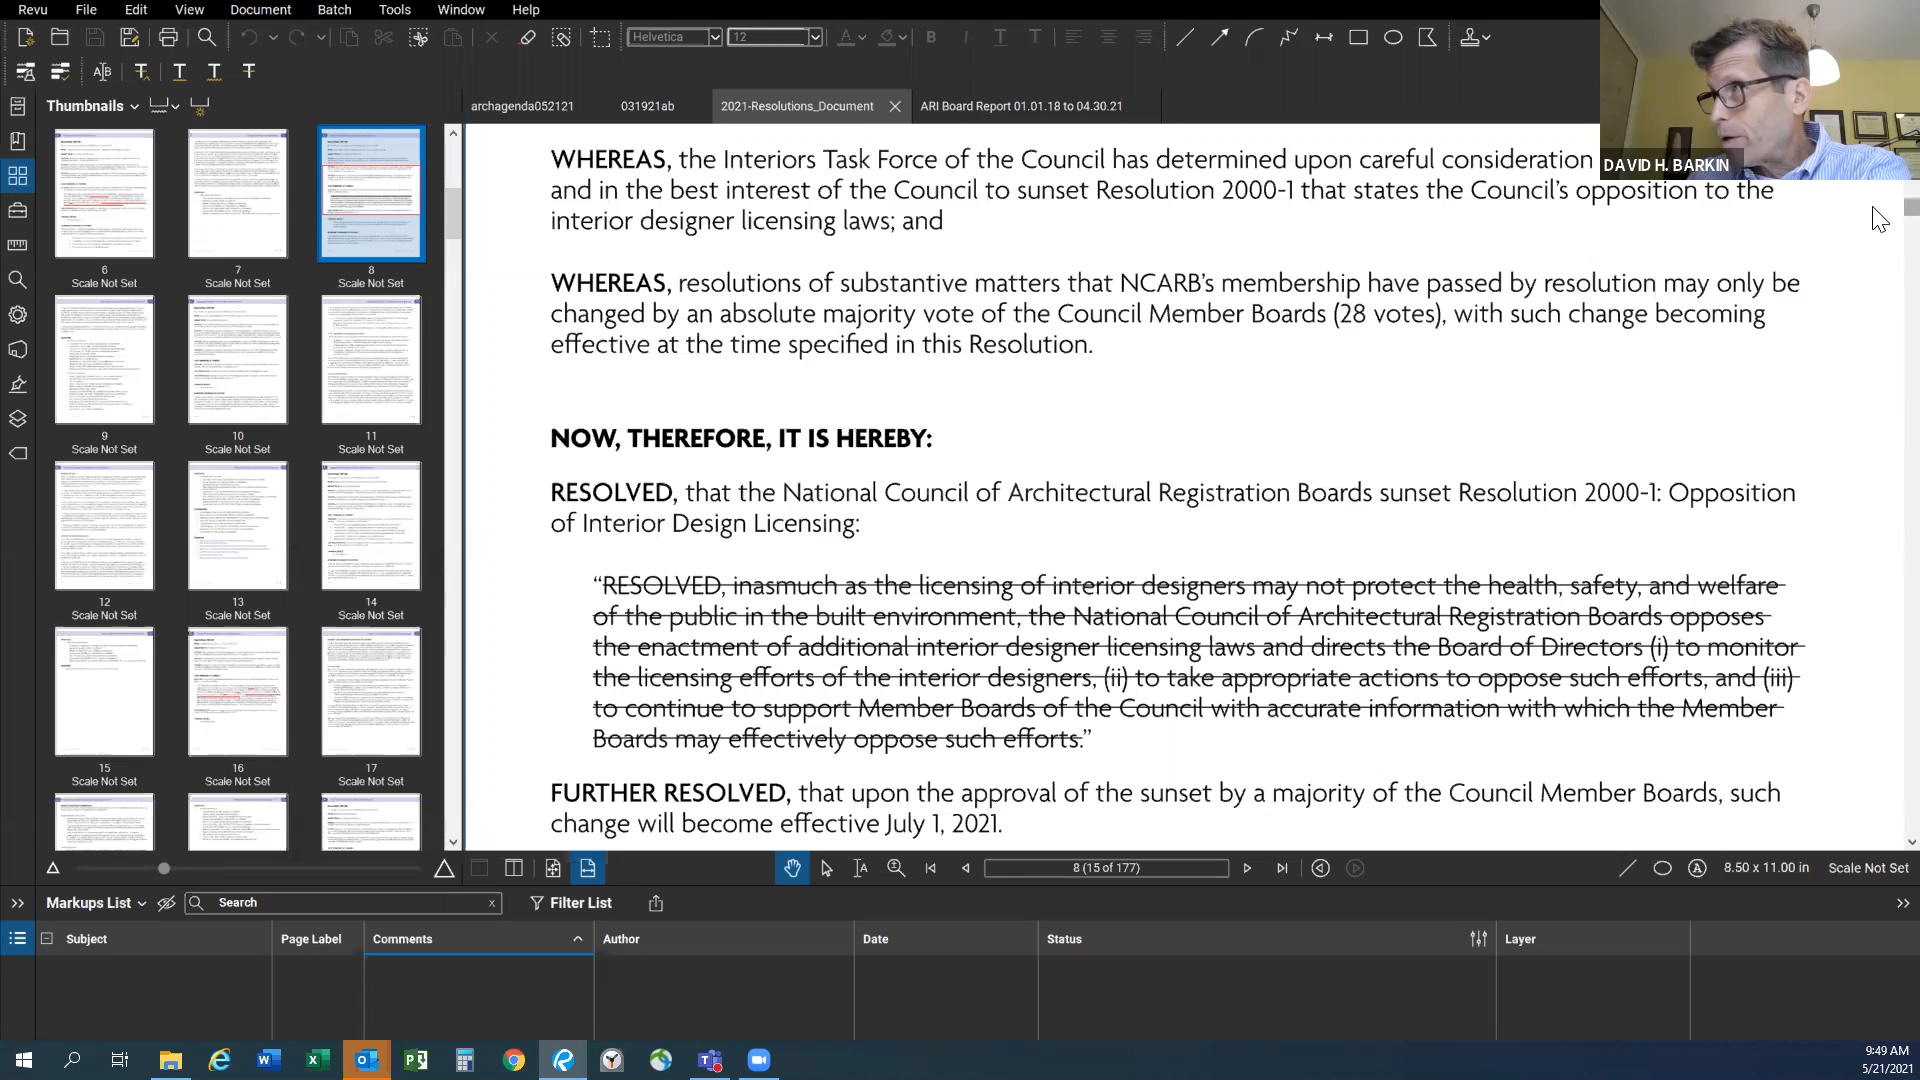 Revu File Edit View Document Batch Tools Window Help
Helvetica 12
Thumbnails
archagenda052121 031921ab 2021-Resolutions_Document ARI Board Report 01.01.18 to 04.30.21
DAVID H. BARKIN
6 7 8
Scale Not Set Scale Not Set Scale Not Set
9 10 11
Scale Not Set Scale Not Set Scale Not Set
12 13 14
Scale Not Set Scale Not Set Scale Not Set
15 16 17
Scale Not Set Scale Not Set Scale Not Set
WHEREAS, the Interiors Task Force of the Council has determined upon careful consideration
and in the best interest of the Council to sunset Resolution 2000-1 that states the Council's opposition to the
interior designer licensing laws; and
WHEREAS, resolutions of substantive matters that NCARB's membership have passed by resolution may only be
changed by an absolute majority vote of the Council Member Boards (28 votes), with such change becoming
effective at the time specified in this Resolution.
NOW, THEREFORE, IT IS HEREBY:
RESOLVED, that the National Council of Architectural Registration Boards sunset Resolution 2000-1: Opposition
of Interior Design Licensing:
“RESOLVED, inasmuch as the licensing of interior designers may not protect the health, safety, and welfare
of the public in the built environment, the National Council of Architectural Registration Boards opposes
the enactment of additional interior designer licensing laws and directs the Board of Directors (i) to monitor
the licensing efforts of the interior designers, (ii) to take appropriate actions to oppose such efforts, and (iii)
to continue to support Member Boards of the Council with accurate information with which the Member
Boards may effectively oppose such efforts.”
FURTHER RESOLVED, that upon the approval of the sunset by a majority of the Council Member Boards, such
change will become effective July 1, 2021.
8 (15 of 177) 8.50 x 11.00 in Scale Not Set
Markups List Search Filter List
Subject Page Label Comments Author Date Status Layer
9:49 AM
5/21/2021